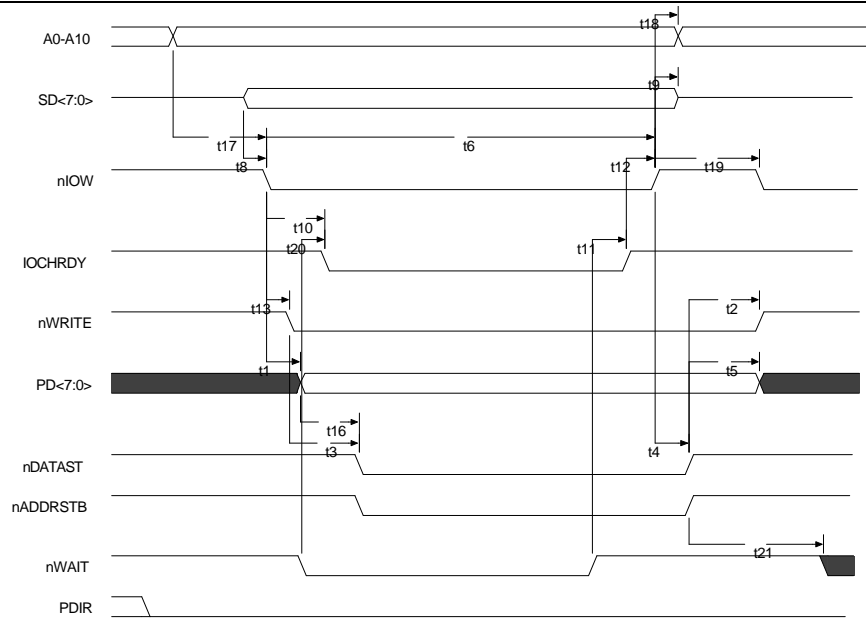 t18
A0-A10
t9
SD<7:0>
t17
t6
t8
t12
t19
nIOW
t10
t20
t11
IOCHRDY
t13
t2
nWRITE
t1
t5
PD<7:0>
t16
t3
t4
nDATAST
nADDRSTB
t21
nWAIT
PDIR